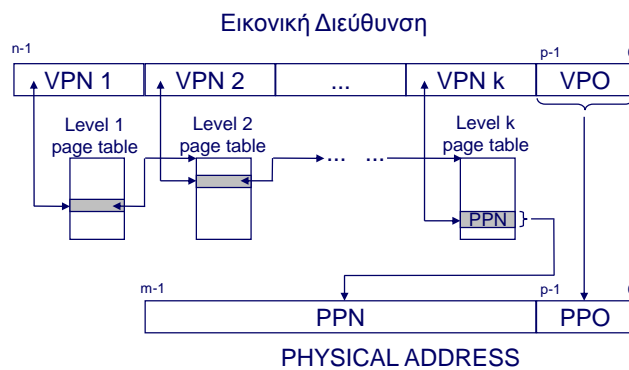 Εικονική Διεύθυνση
n-1 p-1
VPN 1 VPN 2 ... VPN k VPO
Level 1 Level 2 Level k
page table page table page table
... ...
PPN
m-1 p-1
PPN PPO
PHYSICAL ADDRESS